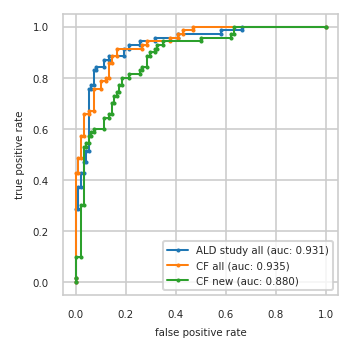 1.0
0.8
0.6
0.4
0.2
0.0
true positive rate
ALD study all (auc: 0.931)
CF all (auc: 0.935)
CF new (auc: 0.880)
0.0 0.2 0.4 0.6 0.8 1.0
false positive rate